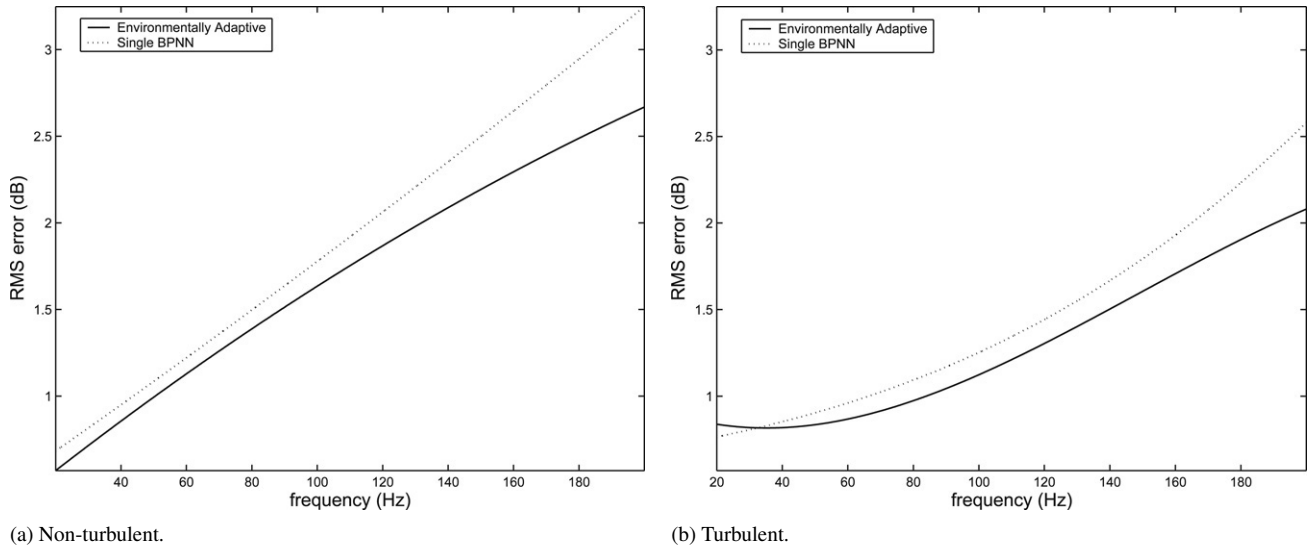 Environmentally Adaptive
Single BPNN
3
2.5
2
1.5
1
RMS error (dB)
40 60 80 100 120 140 160 180
frequency (Hz)
(a) Non-turbulent.
Environmentally Adaptive
Single BPNN
3
2.5
2
1.5
1
RMS error (dB)
20 40 60 80 100 120 140 160 180
frequency (Hz)
(b) Turbulent.